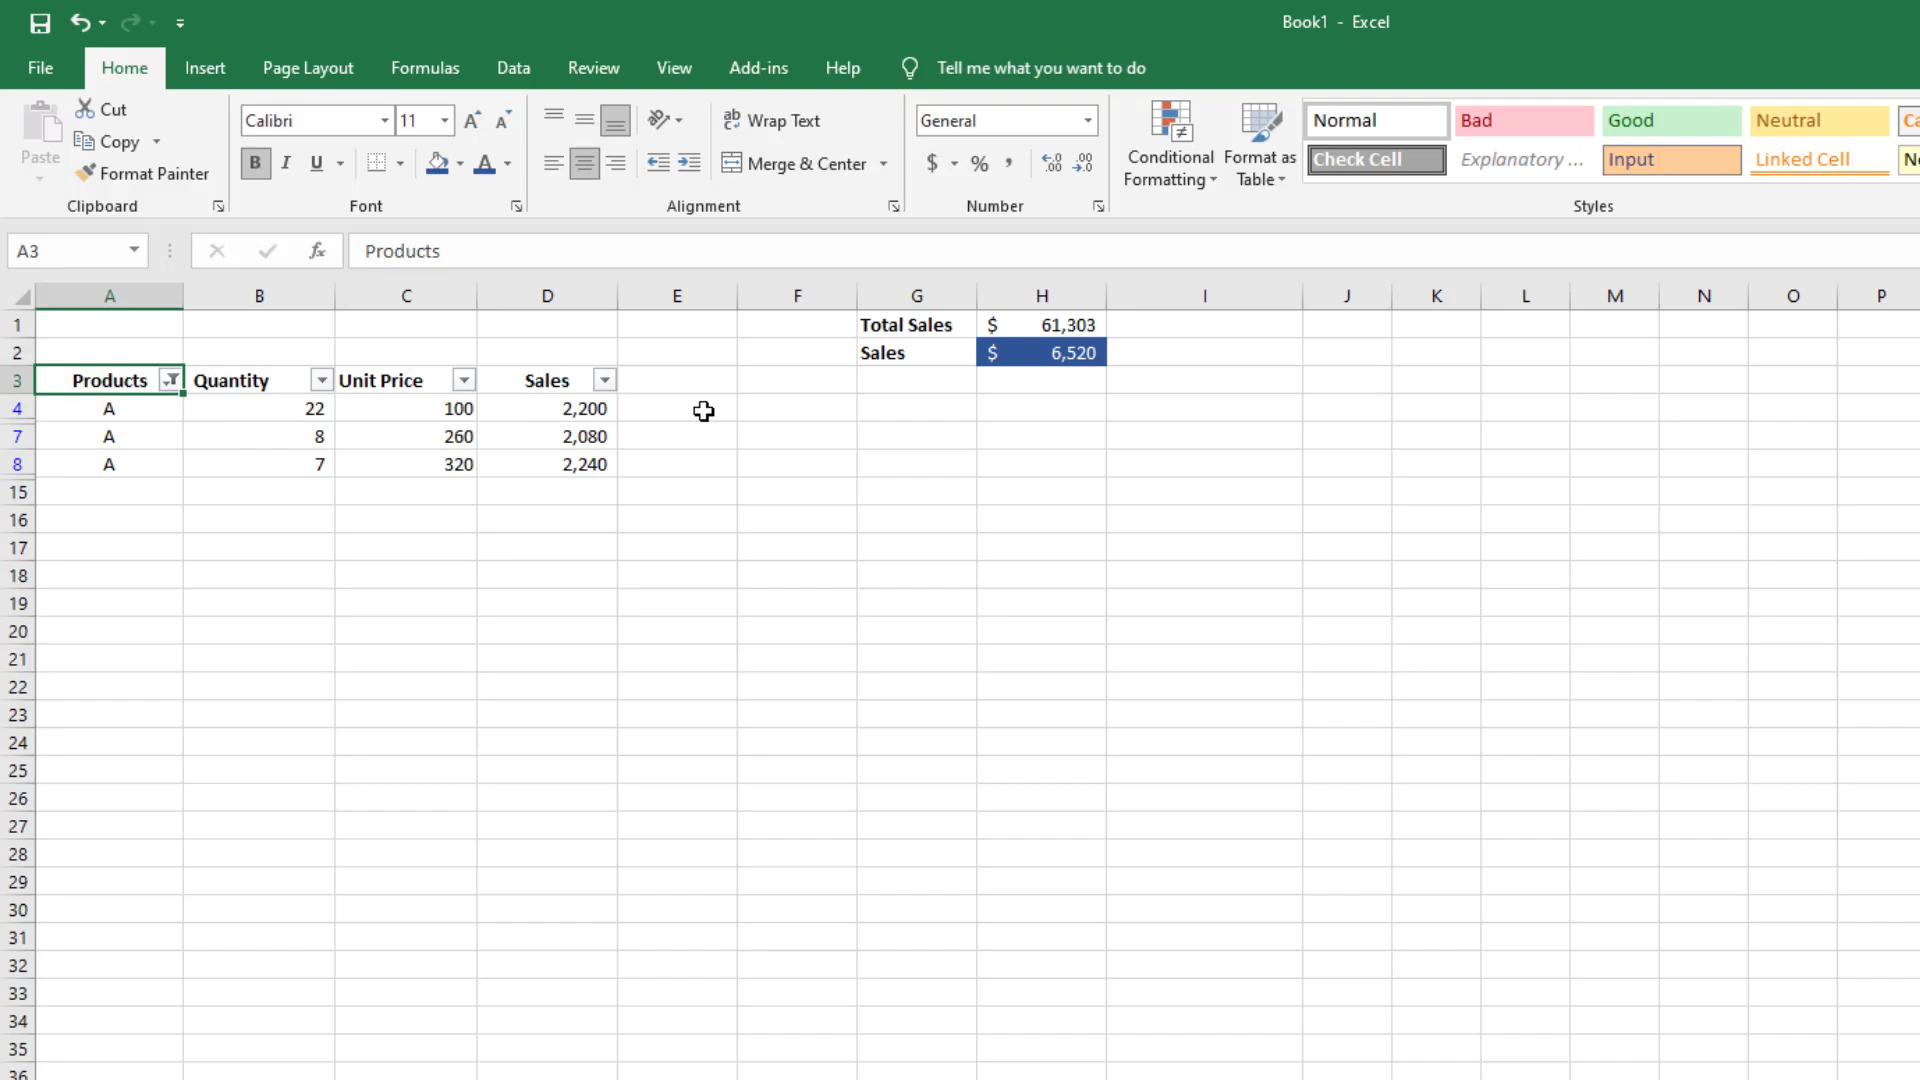 Book1 - Excel
File Home Insert Page Layout Formulas Data Review View Add-ins Help Tell me what you want to do
Paste
Cut
Copy
Format Painter
Clipboard
Calibri 11
B I U
Font
Wrap Text
Merge & Center
Alignment
General
$ % ,
Number
Conditional Formatting
Format as Table
Normal Bad Good Neutral
Check Cell Explanatory ... Input Linked Cell
Styles
A3 fx Products
A B C D E F G H I J K L M N O P
1 Total Sales $ 61,303
2 Sales $ 6,520
3 Products Quantity Unit Price Sales
4 A 22 100 2,200
7 A 8 260 2,080
8 A 7 320 2,240
15
16
17
18
19
20
21
22
23
24
25
26
27
28
29
30
31
32
33
34
35
36